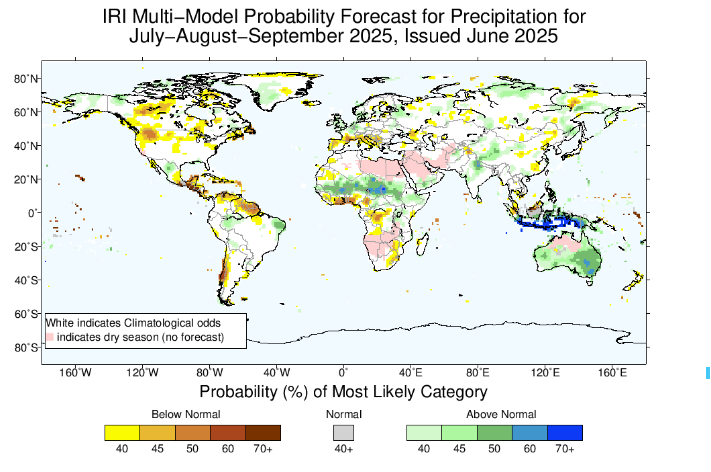 IRI Multi−Model Probability Forecast for Precipitation for
July−August−September 2025, Issued June 2025
80˚N
60˚N
40˚N
20˚N
0˚
20˚S
40˚S
60˚S
80˚S
White indicates Climatological odds
indicates dry season (no forecast)
160˚W 120˚W 80˚W 40˚W 0˚ 40˚E 80˚E 120˚E 160˚E
Probability (%) of Most Likely Category
Below Normal Normal Above Normal
40 45 50 60 70+ 40+ 40 45 50 60 70+